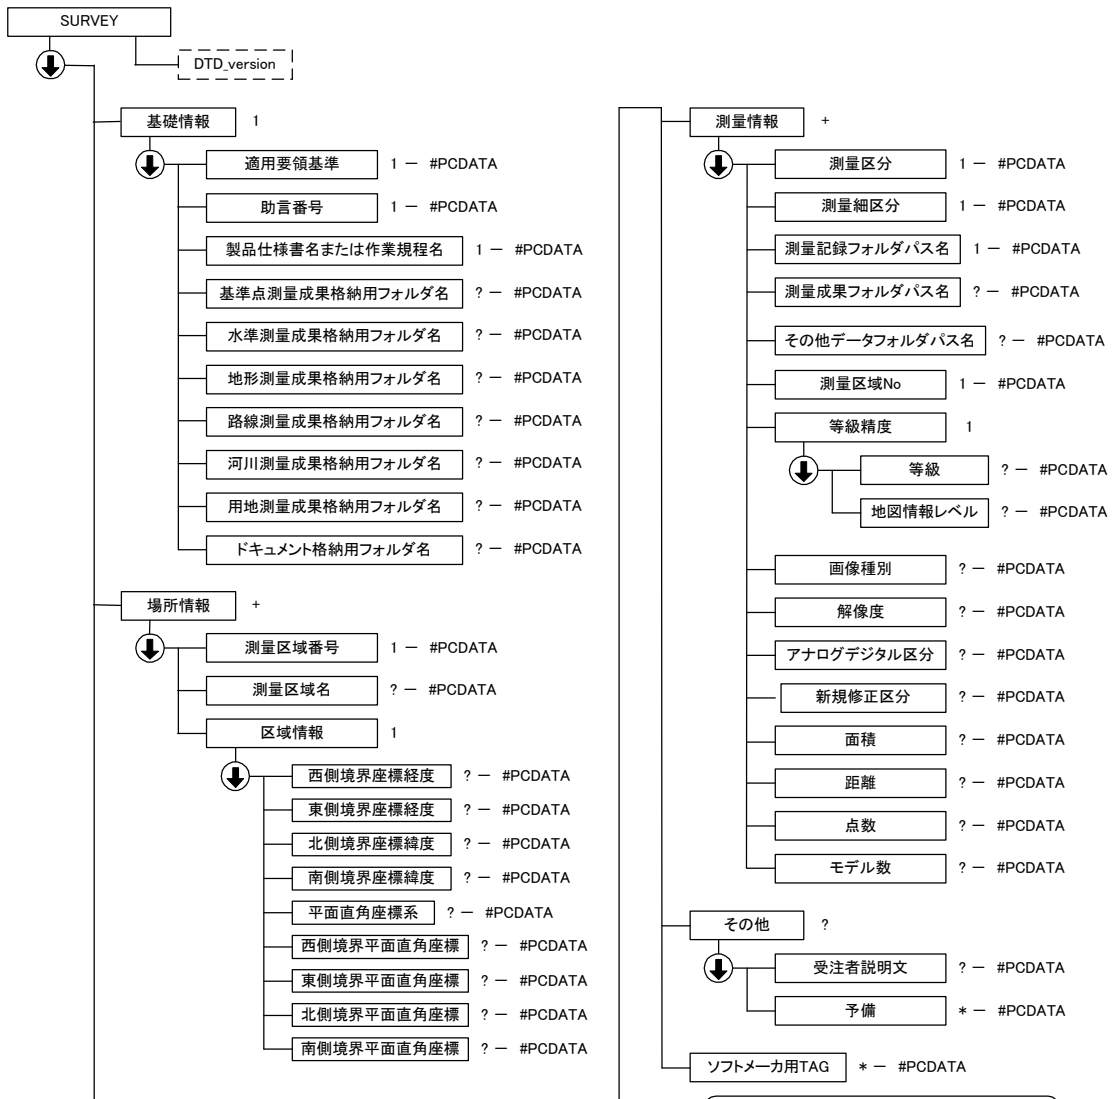 SURVEY
DTD_version
基礎情報 1
適用要領基準 1 － #PCDATA
助言番号 1 － #PCDATA
製品仕様書名または作業規程名 1 － #PCDATA
基準点測量成果格納用フォルダ名 ? － #PCDATA
水準測量成果格納用フォルダ名 ? － #PCDATA
地形測量成果格納用フォルダ名 ? － #PCDATA
路線測量成果格納用フォルダ名 ? － #PCDATA
河川測量成果格納用フォルダ名 ? － #PCDATA
用地測量成果格納用フォルダ名 ? － #PCDATA
ドキュメント格納用フォルダ名 ? － #PCDATA
場所情報 +
測量区域番号 1 － #PCDATA
測量区域名 ? － #PCDATA
区域情報 1
西側境界座標経度 ? － #PCDATA
東側境界座標経度 ? － #PCDATA
北側境界座標緯度 ? － #PCDATA
南側境界座標緯度 ? － #PCDATA
平面直角座標系 ? － #PCDATA
西側境界平面直角座標 ? － #PCDATA
東側境界平面直角座標 ? － #PCDATA
北側境界平面直角座標 ? － #PCDATA
南側境界平面直角座標 ? － #PCDATA
測量情報 +
測量区分 1 － #PCDATA
測量細区分 1 － #PCDATA
測量記録フォルダパス名 1 － #PCDATA
測量成果フォルダパス名 ? － #PCDATA
その他データフォルダパス名 ? － #PCDATA
測量区域No 1 － #PCDATA
等級精度 1
等級 ? － #PCDATA
地図情報レベル ? － #PCDATA
画像種別 ? － #PCDATA
解像度 ? － #PCDATA
アナログデジタル区分 ? － #PCDATA
新規修正区分 ? － #PCDATA
面積 ? － #PCDATA
距離 ? － #PCDATA
点数 ? － #PCDATA
モデル数 ? － #PCDATA
その他 ?
受注者説明文 ? － #PCDATA
予備 * － #PCDATA
ソフトメーカ用TAG * － #PCDATA